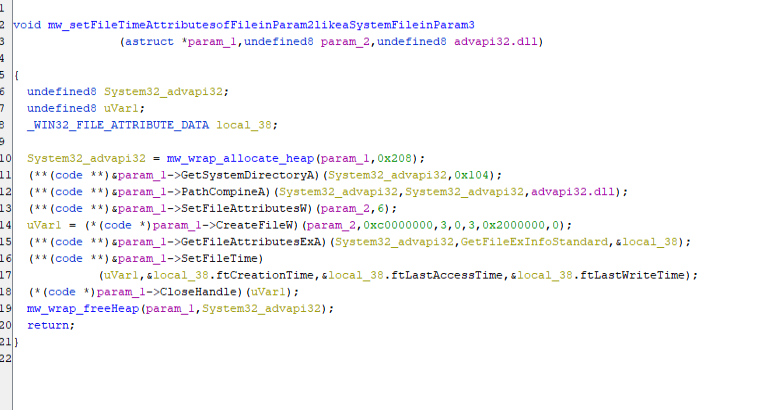 1
2 void mw_setFileTimeAttributesofFileinParam2likeaSystemFileinParam3
3 (astruct *param_1,undefined8 param_2,undefined8 advapi32.dll)
4
5 {
6 undefined8 System32_advapi32;
7 undefined8 uVar1;
8 _WIN32_FILE_ATTRIBUTE_DATA local_38;
9
10 System32_advapi32 = mw_wrap_allocate_heap(param_1,0x208);
11 (**(code **)&param_1->GetSystemDirectoryA)(System32_advapi32,0x104);
12 (**(code **)&param_1->PathCompineA)(System32_advapi32,System32_advapi32,advapi32.dll);
13 (**(code **)&param_1->SetFileAttributesW)(param_2,6);
14 uVar1 = (*(code *)param_1->CreateFileW)(param_2,0xc0000000,3,0,3,0x2000000,0);
15 (**(code **)&param_1->GetFileAttributesExA)(System32_advapi32,GetFileExInfoStandard,&local_38);
16 (**(code **)&param_1->SetFileTime)
17 (uVar1,&local_38.ftCreationTime,&local_38.ftLastAccessTime,&local_38.ftLastWriteTime);
18 (*(code *)param_1->CloseHandle)(uVar1);
19 mw_wrap_freeHeap(param_1,System32_advapi32);
20 return;
21 }
22